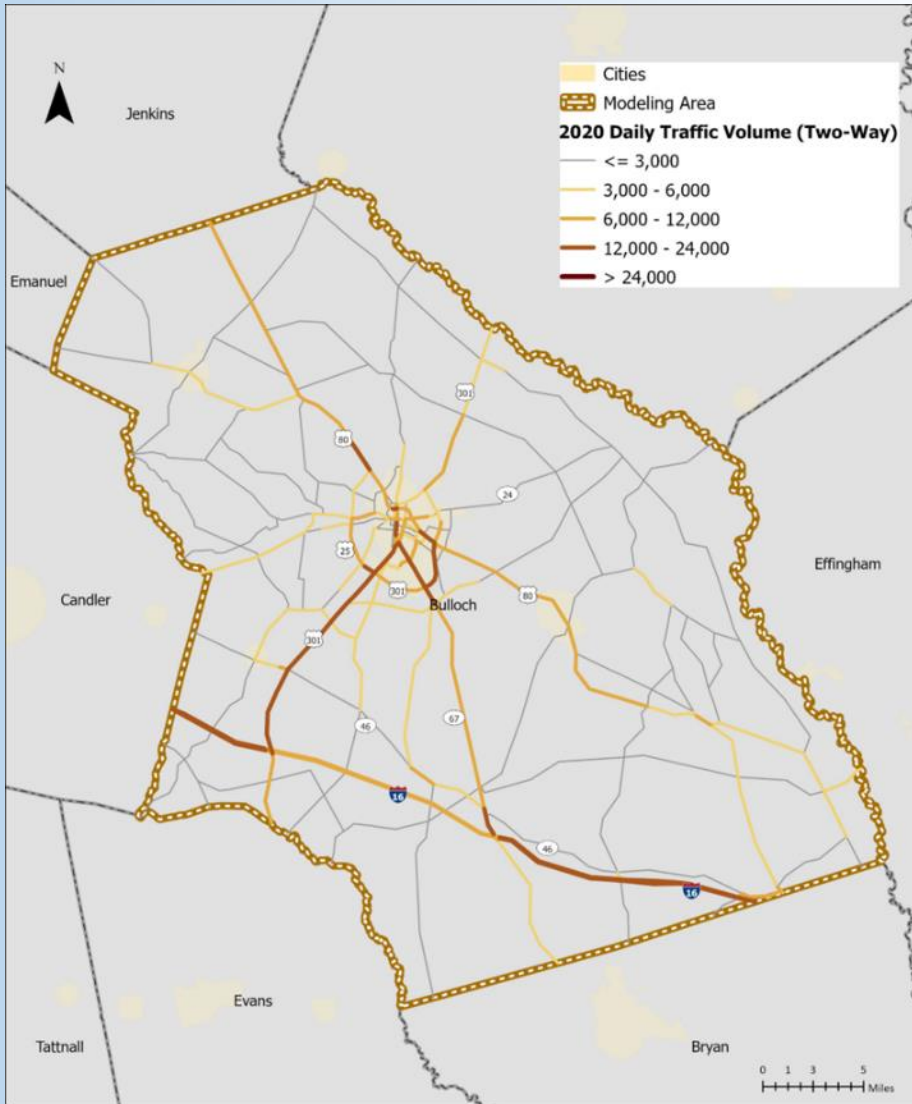 N
Jenkins
Cities
Modeling Area
2020 Daily Traffic Volume (Two-Way)
<= 3,000
3,000 - 6,000
6,000 - 12,000
12,000 - 24,000
> 24,000
Emanuel
301
80
24
25
Effingham
Candler
301
80
Bulloch
301
67
46
16
46
16
Evans
Tattnall
Bryan
0 1 3 5
Miles